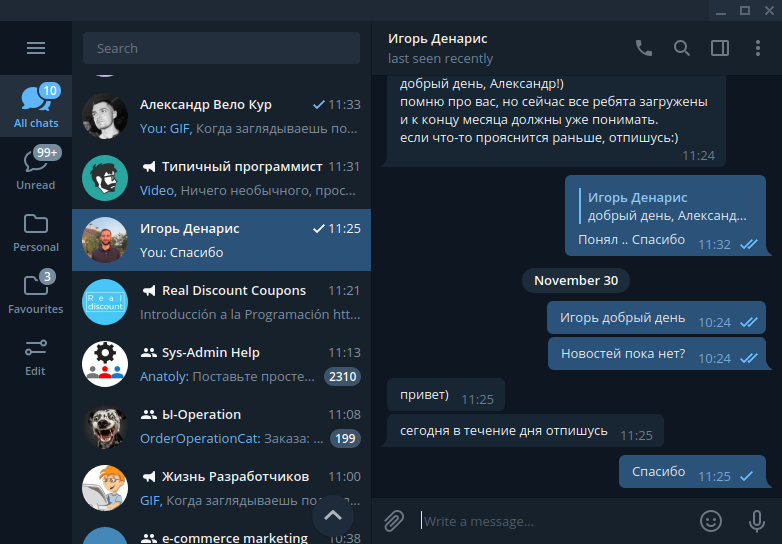 Search
10
All chats
99+
Unread
Personal
3
Favourites
Edit
Александр Вело Кур 11:33
You: GIF, Когда заглядываешь по...
Типичный программист 11:31
Video, Ничего необычного, прос...
Игорь Денарис 11:25
You: Спасибо
Real discount
Real Discount Coupons 11:21
Introducción a la Programación htt...
Sys-Admin Help 11:13
Anatoly: Поставьте просте... 2310
Ы-Operation 11:08
OrderOperationCat: Заказа: ... 199
Жизнь Разработчиков 11:00
GIF, Когда заглядываешь по
e-commerce marketing 10:38
Игорь Денарис
last seen recently
добрый день, Александр!)
помню про вас, но сейчас все ребята загружены
и к концу месяца должны уже понимать.
если что-то прояснится раньше, отпишусь:)
11:24
Игорь Денарис
добрый день, Александ...
Понял .. Спасибо 11:32
November 30
Игорь добрый день 10:24
Новостей пока нет? 10:24
привет) 11:25
сегодня в течение дня отпишусь 11:25
Спасибо 11:25
Write a message...